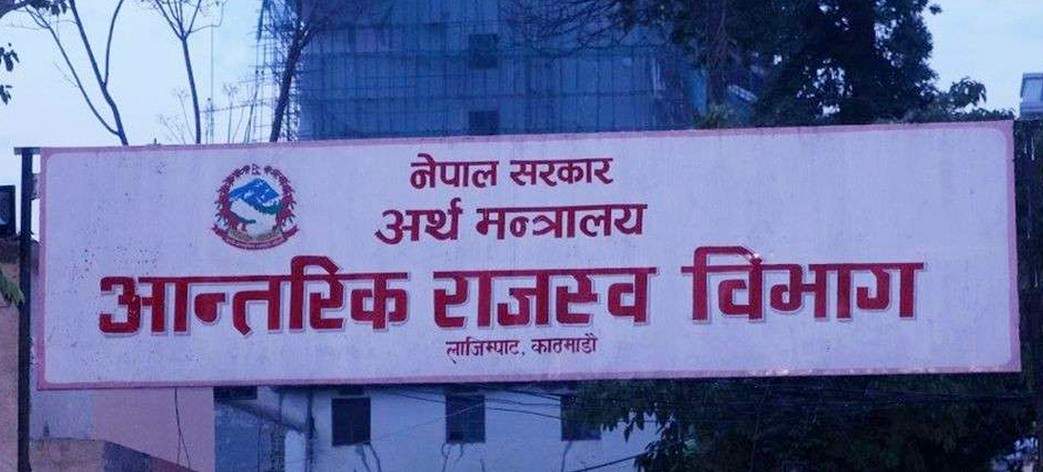 नेपाल सरकार
अर्थ मन्त्रालय
आन्तरिक राजस्व विभाग
लाजिम्पाट, काठमाडौं